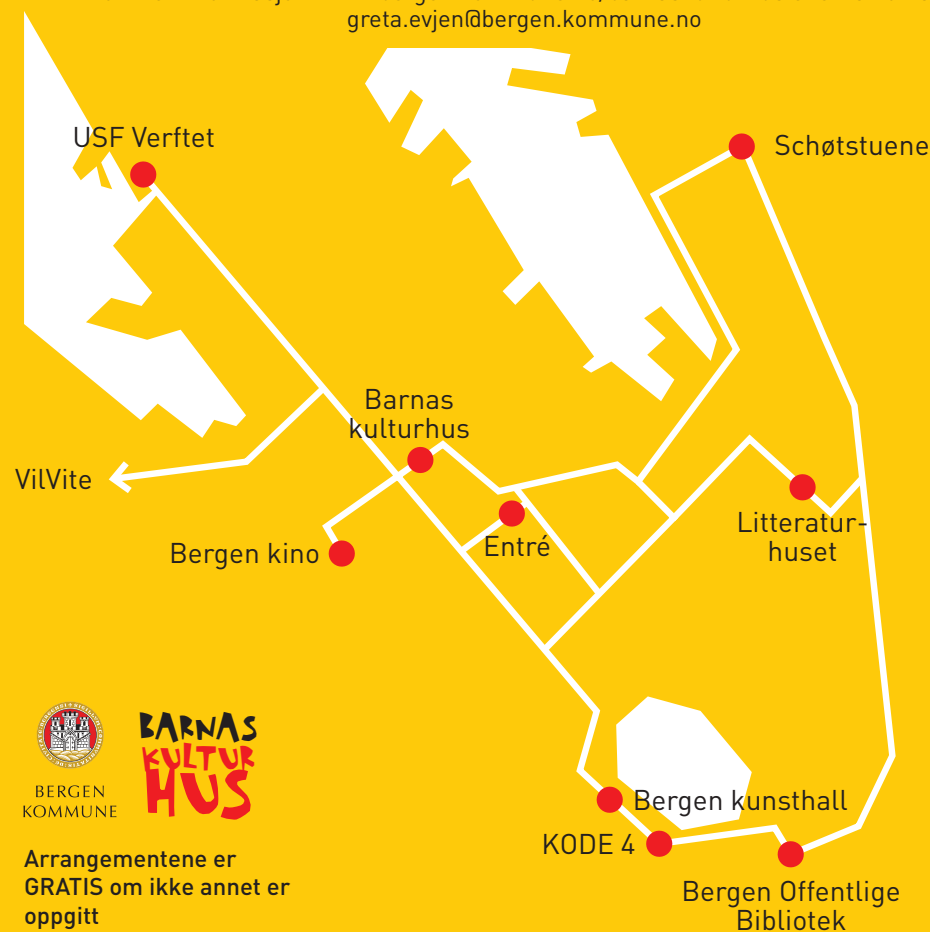 greta.evjen@bergen.kommune.no
USF Verftet
Schøtstuene
Barnas
kulturhus
VilVite
Litteratur-
huset
Entré
Bergen kino
BARNAS
KULTUR
HUS
BERGEN
KOMMUNE
Bergen kunsthall
KODE 4
Arrangementene er
GRATIS om ikke annet er
oppgitt
Bergen Offentlige
Bibliotek